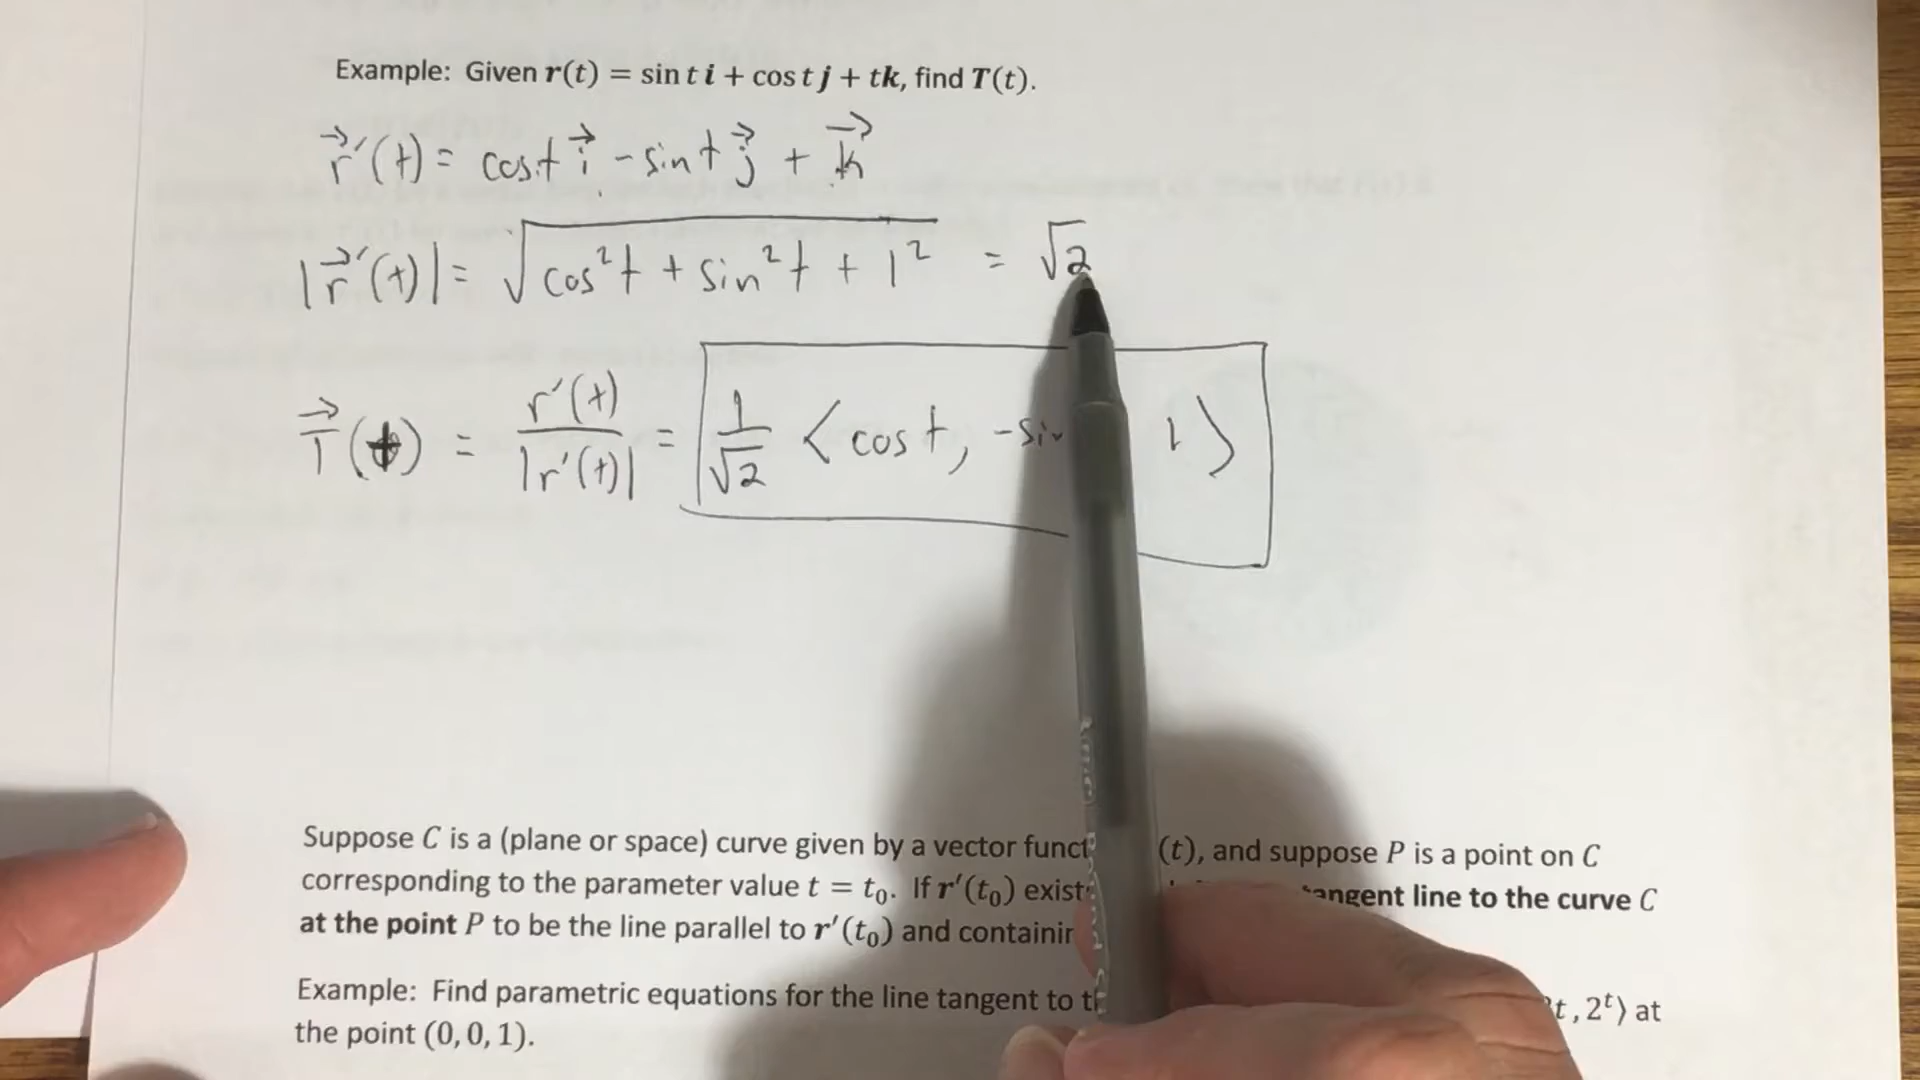 Example: Given r(t) = sin t i + cos t j + tk, find T(t).
r⃗′(t) = cos t i⃗ - sin t j⃗ + k⃗
|r⃗′(t)| = √(cos²t + sin²t + 1²) = √2
T⃗(t) = r′(t)/|r′(t)| = 1/√2 ⟨cos t, -sin 1⟩
Suppose C is a (plane or space) curve given by a vector funct (t), and suppose P is a point on C
corresponding to the parameter value t = t₀. If r′(t₀) exist tangent line to the curve C
at the point P to be the line parallel to r′(t₀) and containin
Example: Find parametric equations for the line tangent to t t, 2ᵗ⟩ at
the point (0, 0, 1).